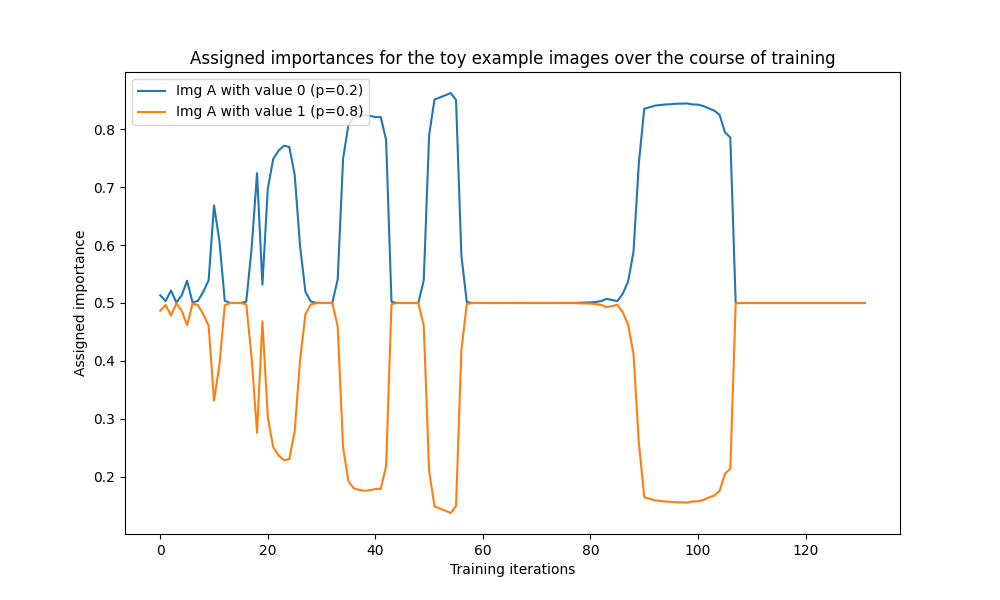 Assigned importances for the toy example images over the course of training
Img A with value 0 (p=0.2)
Img A with value 1 (p=0.8)
Assigned importance
0.8
0.7
0.6
0.5
0.4
0.3
0.2
0 20 40 60 80 100 120
Training iterations